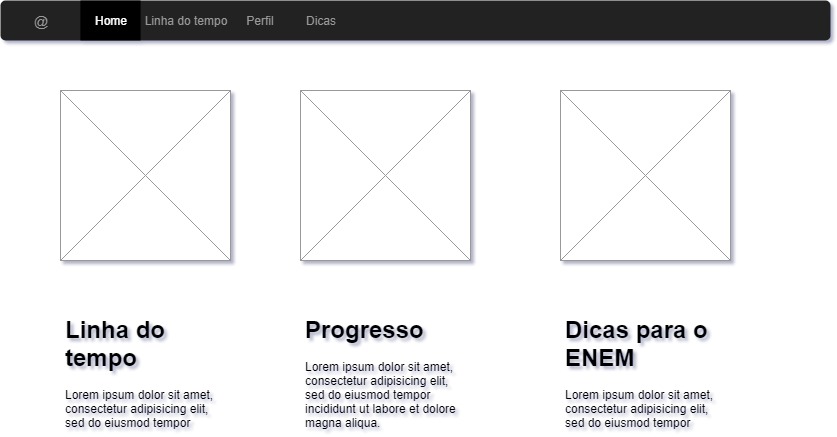 @ Home Linha do tempo Perfil Dicas
Linha do
tempo
Lorem ipsum dolor sit amet,
consectetur adipisicing elit,
sed do eiusmod tempor
Progresso
Lorem ipsum dolor sit amet,
consectetur adipisicing elit,
sed do eiusmod tempor
incididunt ut labore et dolore
magna aliqua.
Dicas para o
ENEM
Lorem ipsum dolor sit amet,
consectetur adipisicing elit,
sed do eiusmod tempor